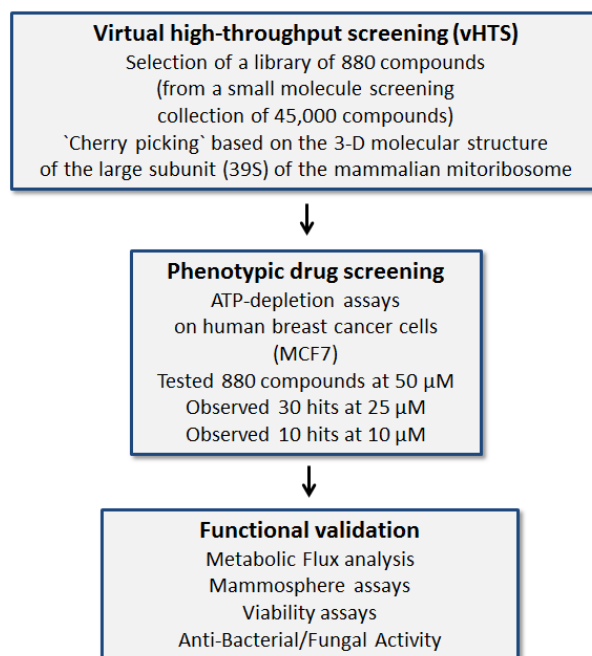 Virtual high-throughput screening (vHTS)
Selection of a library of 880 compounds
(from a small molecule screening
collection of 45,000 compounds)
`Cherry picking` based on the 3-D molecular structure
of the large subunit (39S) of the mammalian mitoribosome
Phenotypic drug screening
ATP-depletion assays
on human breast cancer cells
(MCF7)
Tested 880 compounds at 50 µM
Observed 30 hits at 25 µM
Observed 10 hits at 10 µM
Functional validation
Metabolic Flux analysis
Mammosphere assays
Viability assays
Anti-Bacterial/Fungal Activity